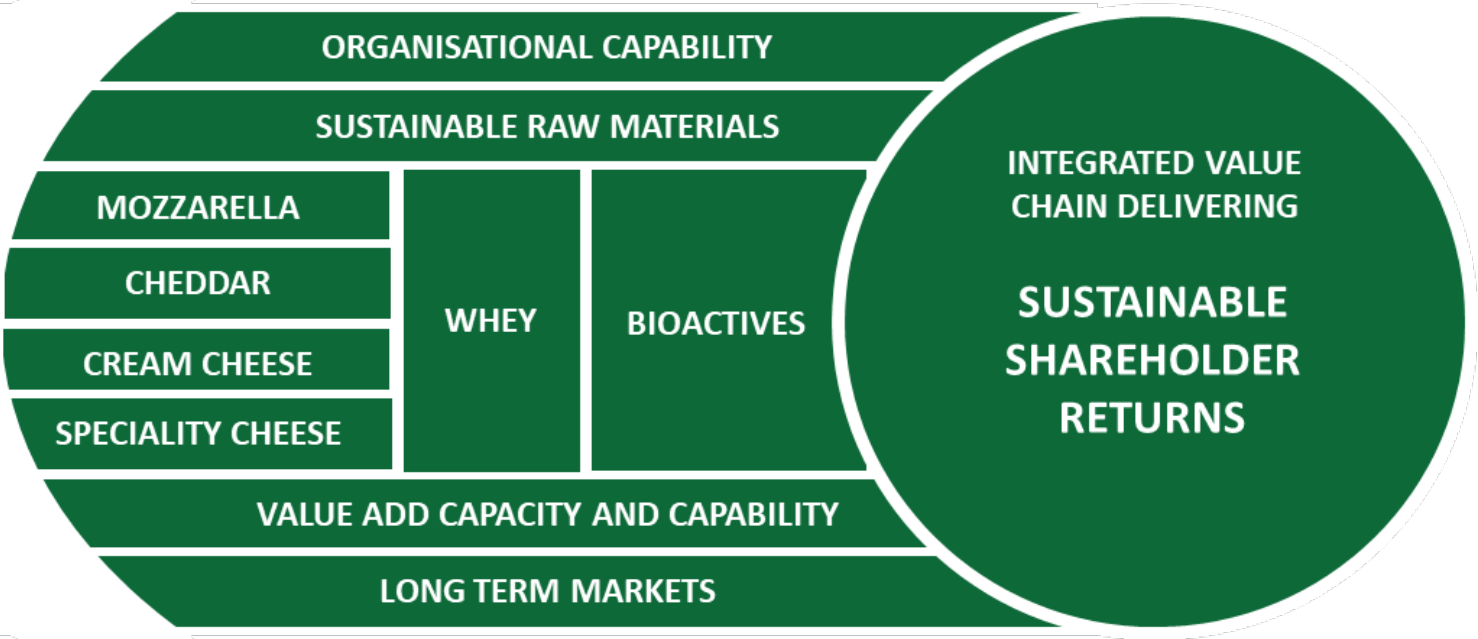 ORGANISATIONAL CAPABILITY
SUSTAINABLE RAW MATERIALS
MOZZARELLA
CHEDDAR
CREAM CHEESE
SPECIALITY CHEESE
WHEY
BIOACTIVES
VALUE ADD CAPACITY AND CAPABILITY
LONG TERM MARKETS
INTEGRATED VALUE
CHAIN DELIVERING
SUSTAINABLE
SHAREHOLDER
RETURNS